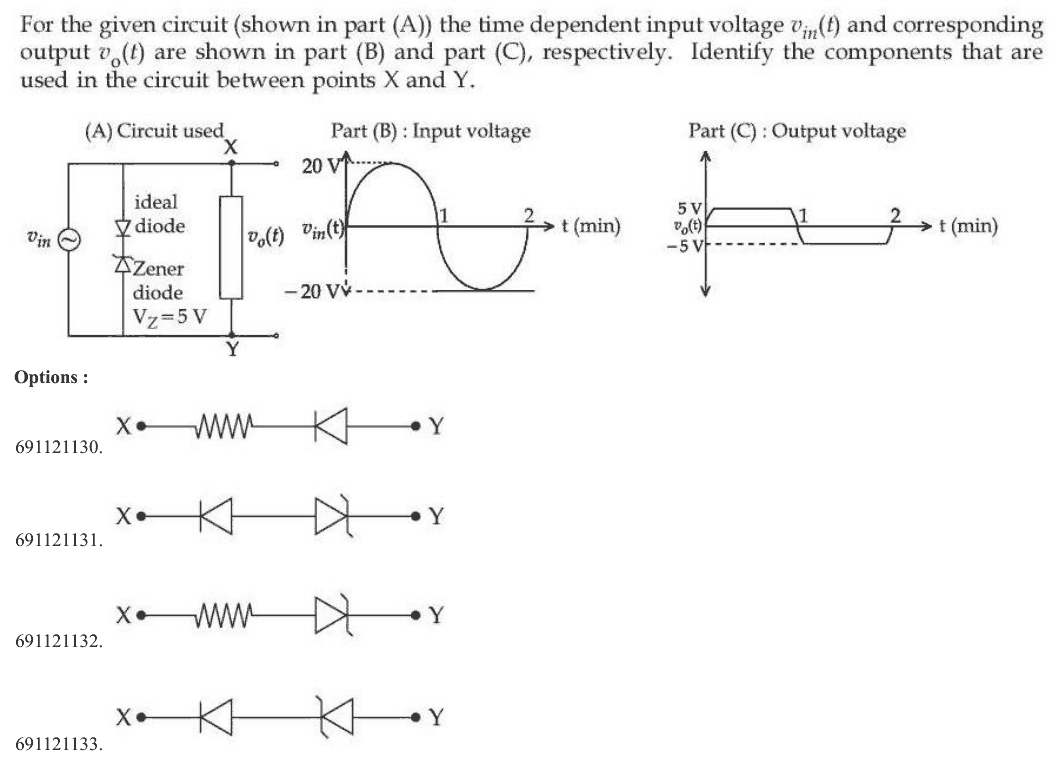 For the given circuit (shown in part (A)) the time dependent input voltage v_in(t) and corresponding
output v_o(t) are shown in part (B) and part (C), respectively. Identify the components that are
used in the circuit between points X and Y.
(A) Circuit used
Part (B) : Input voltage
Part (C) : Output voltage
X
20 V
ideal
diode
v_in
v_o(t)
v_in(t)
1
2
t (min)
5 V
v_o(t)
-5 V
1
2
t (min)
Zener
diode
V_Z=5 V
-20 V
Y
Options :
X
Y
691121130.
X
Y
691121131.
X
Y
691121132.
X
Y
691121133.